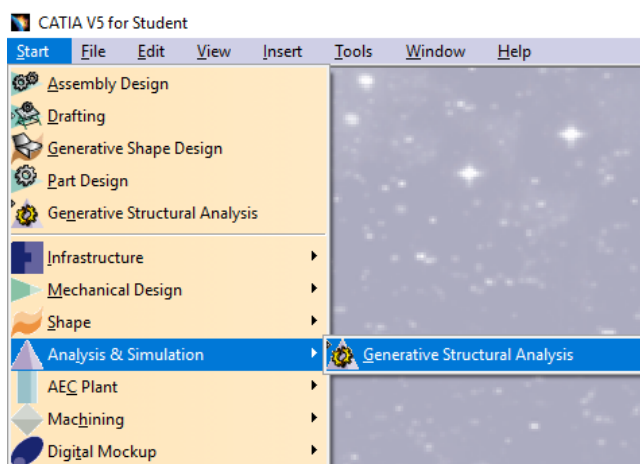 CATIA V5 for Student
Start File Edit View Insert Tools Window Help
Assembly Design
Drafting
Generative Shape Design
Part Design
Generative Structural Analysis
Infrastructure
Mechanical Design
Shape
Analysis & Simulation
Generative Structural Analysis
AEC Plant
Machining
Digital Mockup